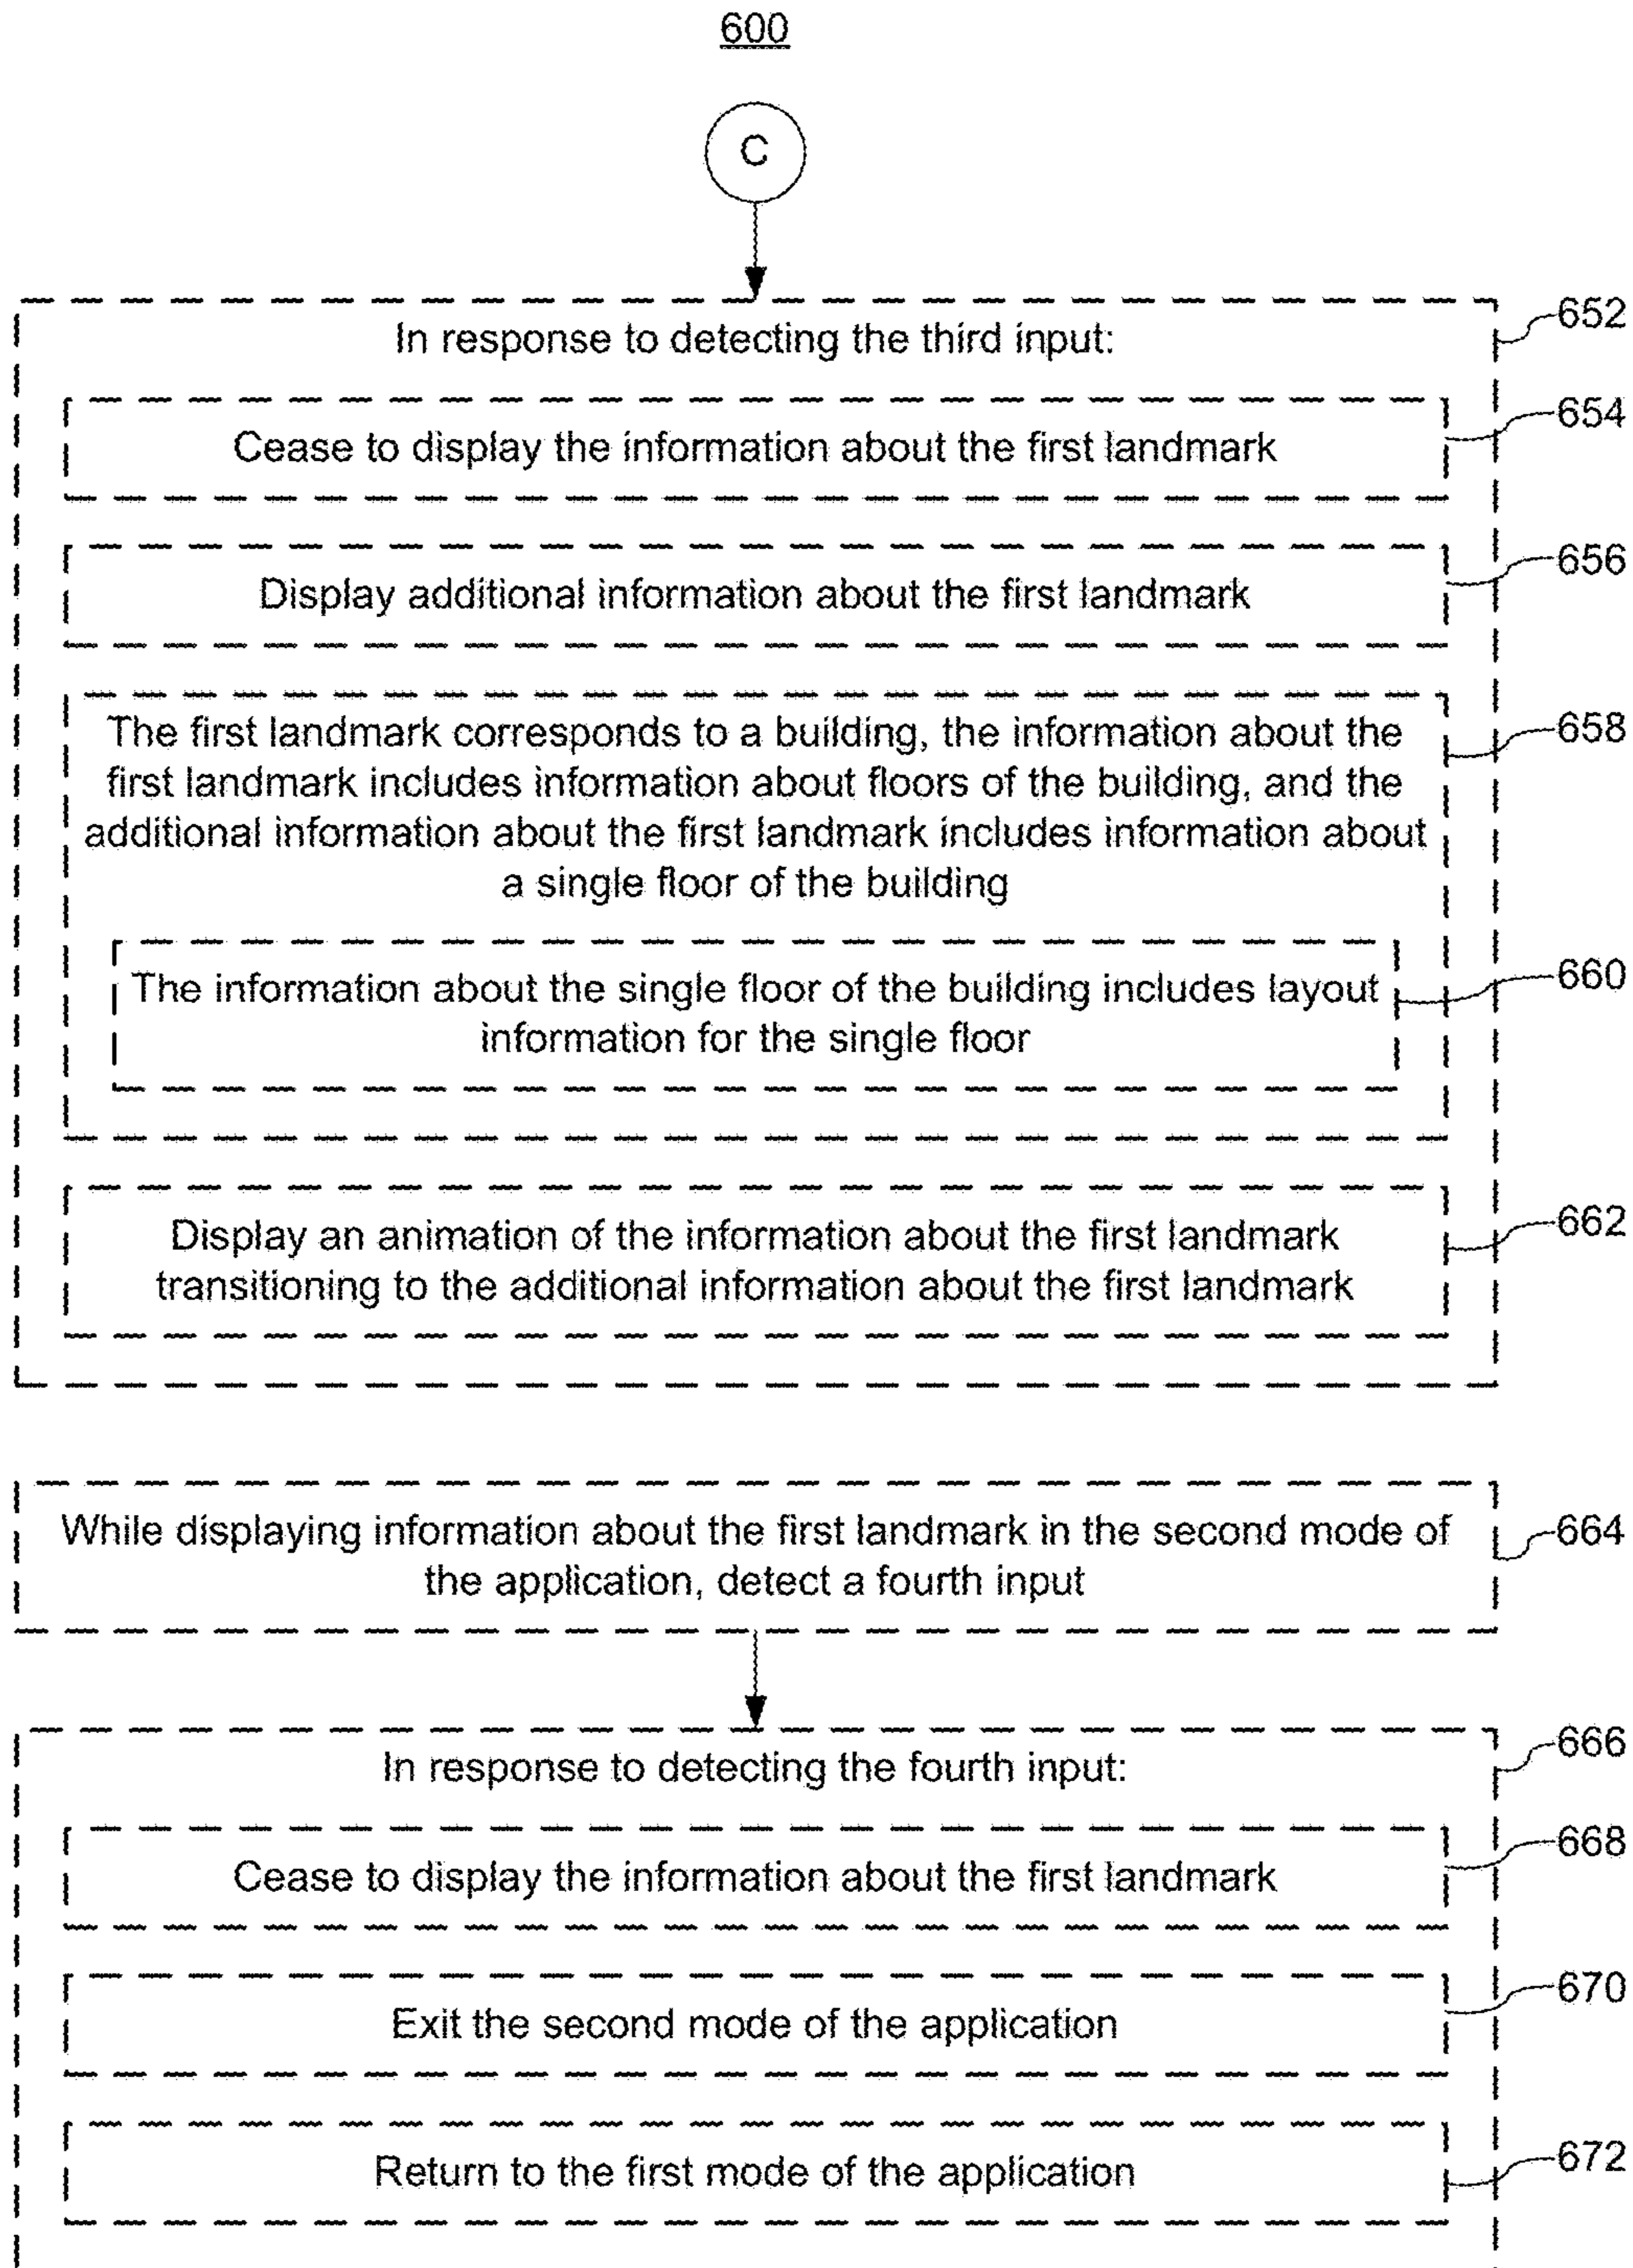 600
C
In response to detecting the third input:
652
Cease to display the information about the first landmark
654
Display additional information about the first landmark
656
The first landmark corresponds to a building, the information about the
first landmark includes information about floors of the building, and the
additional information about the first landmark includes information about
a single floor of the building
658
The information about the single floor of the building includes layout
information for the single floor
660
Display an animation of the information about the first landmark
transitioning to the additional information about the first landmark
662
While displaying information about the first landmark in the second mode of
the application, detect a fourth input
664
In response to detecting the fourth input:
666
Cease to display the information about the first landmark
668
Exit the second mode of the application
670
Return to the first mode of the application
672